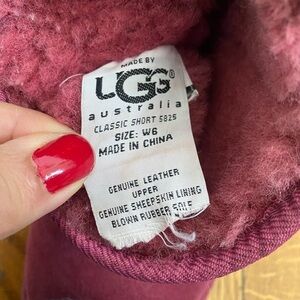 MADE BY
UGG®
australia
CLASSIC SHORT 5825
SIZE: W6
MADE IN CHINA
GENUINE LEATHER
UPPER
GENUINE SHEEPSKIN LINING
BLOWN RUBBER SOLE